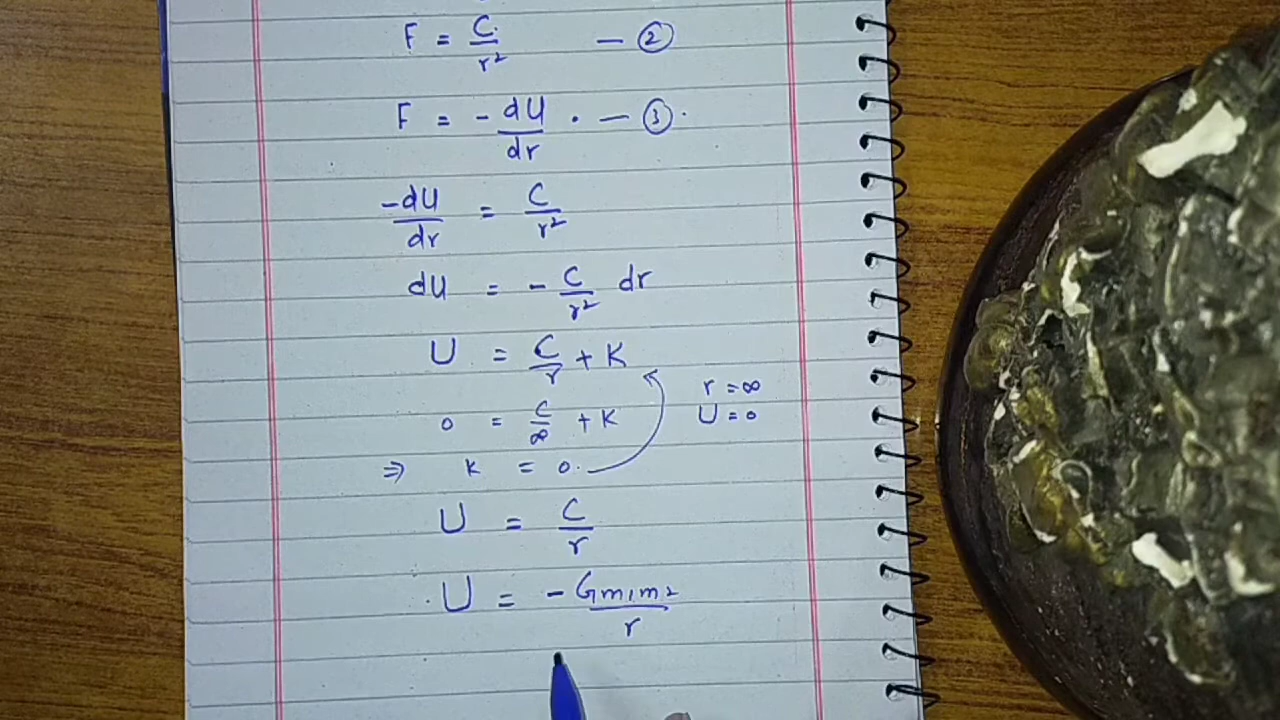 F = C/r² — ②
F = - dU/dr · — ③ ·
-dU/dr = C/r²
dU = - C/r² dr
U = C/r + K
r = ∞
U = 0
0 = C/∞ + K
⇒ K = 0.
U = C/r
U = - Gm₁m₂/r